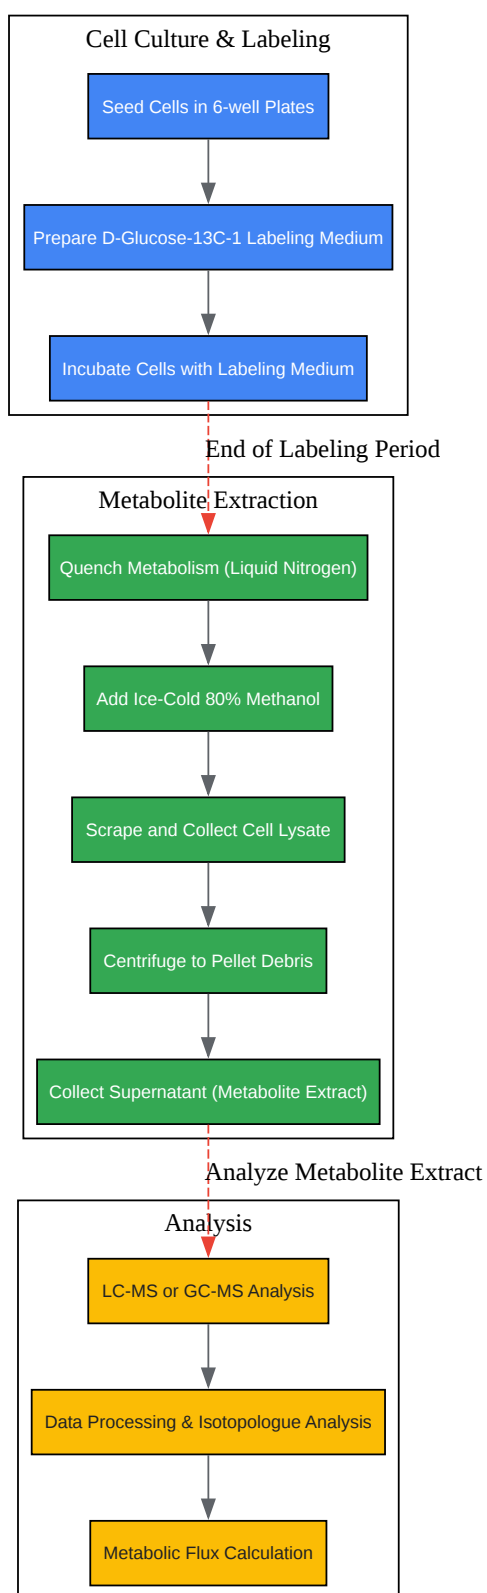 Cell Culture & Labeling
Seed Cells in 6-well Plates
Prepare D-Glucose-13C-1 Labeling Medium
Incubate Cells with Labeling Medium
End of Labeling Period
Metabolite Extraction
Quench Metabolism (Liquid Nitrogen)
Add Ice-Cold 80% Methanol
Scrape and Collect Cell Lysate
Centrifuge to Pellet Debris
Collect Supernatant (Metabolite Extract)
Analyze Metabolite Extract
Analysis
LC-MS or GC-MS Analysis
Data Processing & Isotopologue Analysis
Metabolic Flux Calculation